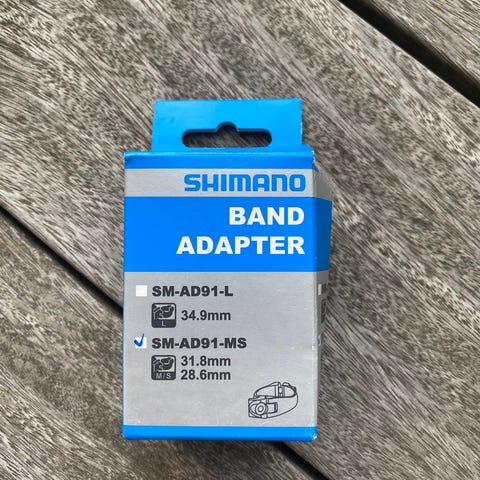 SHIMANO
BAND
ADAPTER
SM-AD91-L
L
34.9mm
SM-AD91-MS
M/S
31.8mm
28.6mm